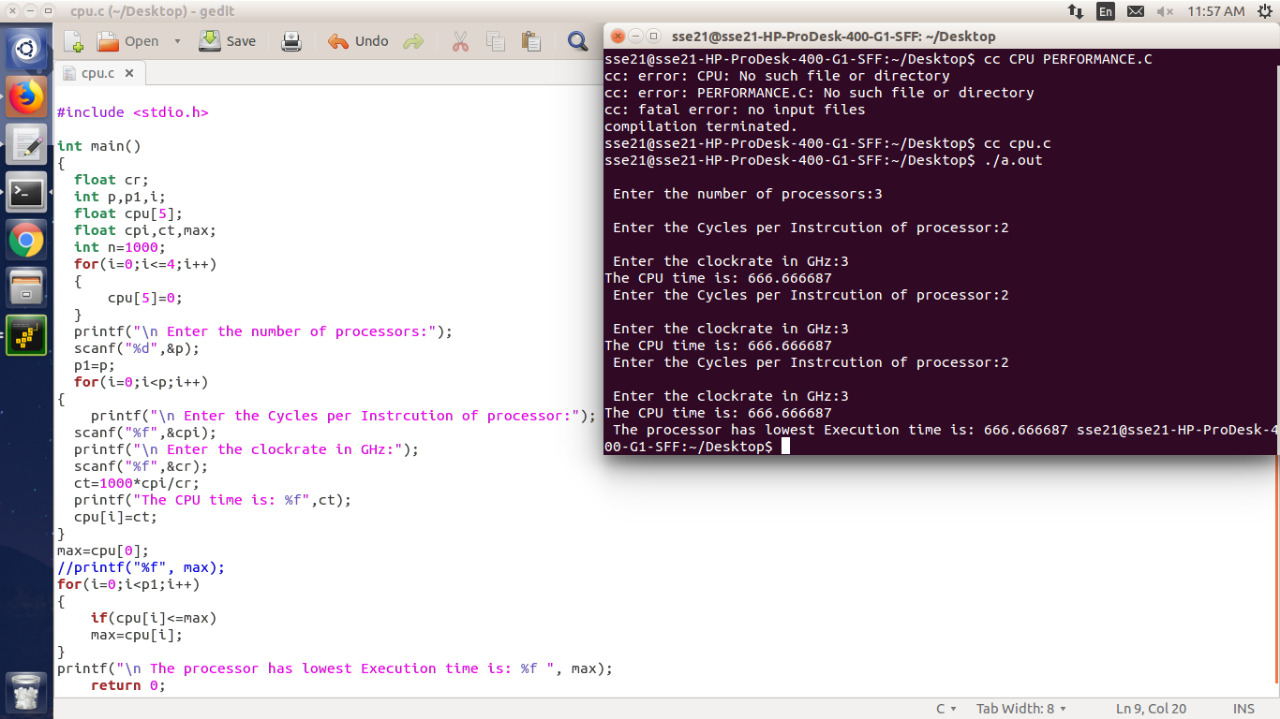 cpu.c (~/Desktop) - gedit
En
11:57 AM
Open
Save
Undo
cpu.c
#include <stdio.h>
int main()
{
float cr;
int p,p1,i;
float cpu[5];
float cpi,ct,max;
int n=1000;
for(i=0;i<=4;i++)
{
cpu[5]=0;
}
printf("\n Enter the number of processors:");
scanf("%d",&p);
p1=p;
for(i=0;i<p;i++)
{
printf("\n Enter the Cycles per Instrcution of processor:");
scanf("%f",&cpi);
printf("\n Enter the clockrate in GHz:");
scanf("%f",&cr);
ct=1000*cpi/cr;
printf("The CPU time is: %f",ct);
cpu[i]=ct;
}
max=cpu[0];
//printf("%f", max);
for(i=0;i<p1;i++)
{
if(cpu[i]<=max)
max=cpu[i];
}
printf("\n The processor has lowest Execution time is: %f ", max);
return 0;
C
Tab Width: 8
Ln 9, Col 20
INS
sse21@sse21-HP-ProDesk-400-G1-SFF: ~/Desktop
sse21@sse21-HP-ProDesk-400-G1-SFF:~/Desktop$ cc CPU PERFORMANCE.C
cc: error: CPU: No such file or directory
cc: error: PERFORMANCE.C: No such file or directory
cc: fatal error: no input files
compilation terminated.
sse21@sse21-HP-ProDesk-400-G1-SFF:~/Desktop$ cc cpu.c
sse21@sse21-HP-ProDesk-400-G1-SFF:~/Desktop$ ./a.out
Enter the number of processors:3
Enter the Cycles per Instrcution of processor:2
Enter the clockrate in GHz:3
The CPU time is: 666.666687
Enter the Cycles per Instrcution of processor:2
Enter the clockrate in GHz:3
The CPU time is: 666.666687
Enter the Cycles per Instrcution of processor:2
Enter the clockrate in GHz:3
The CPU time is: 666.666687
The processor has lowest Execution time is: 666.666687 sse21@sse21-HP-ProDesk-4
00-G1-SFF:~/Desktop$